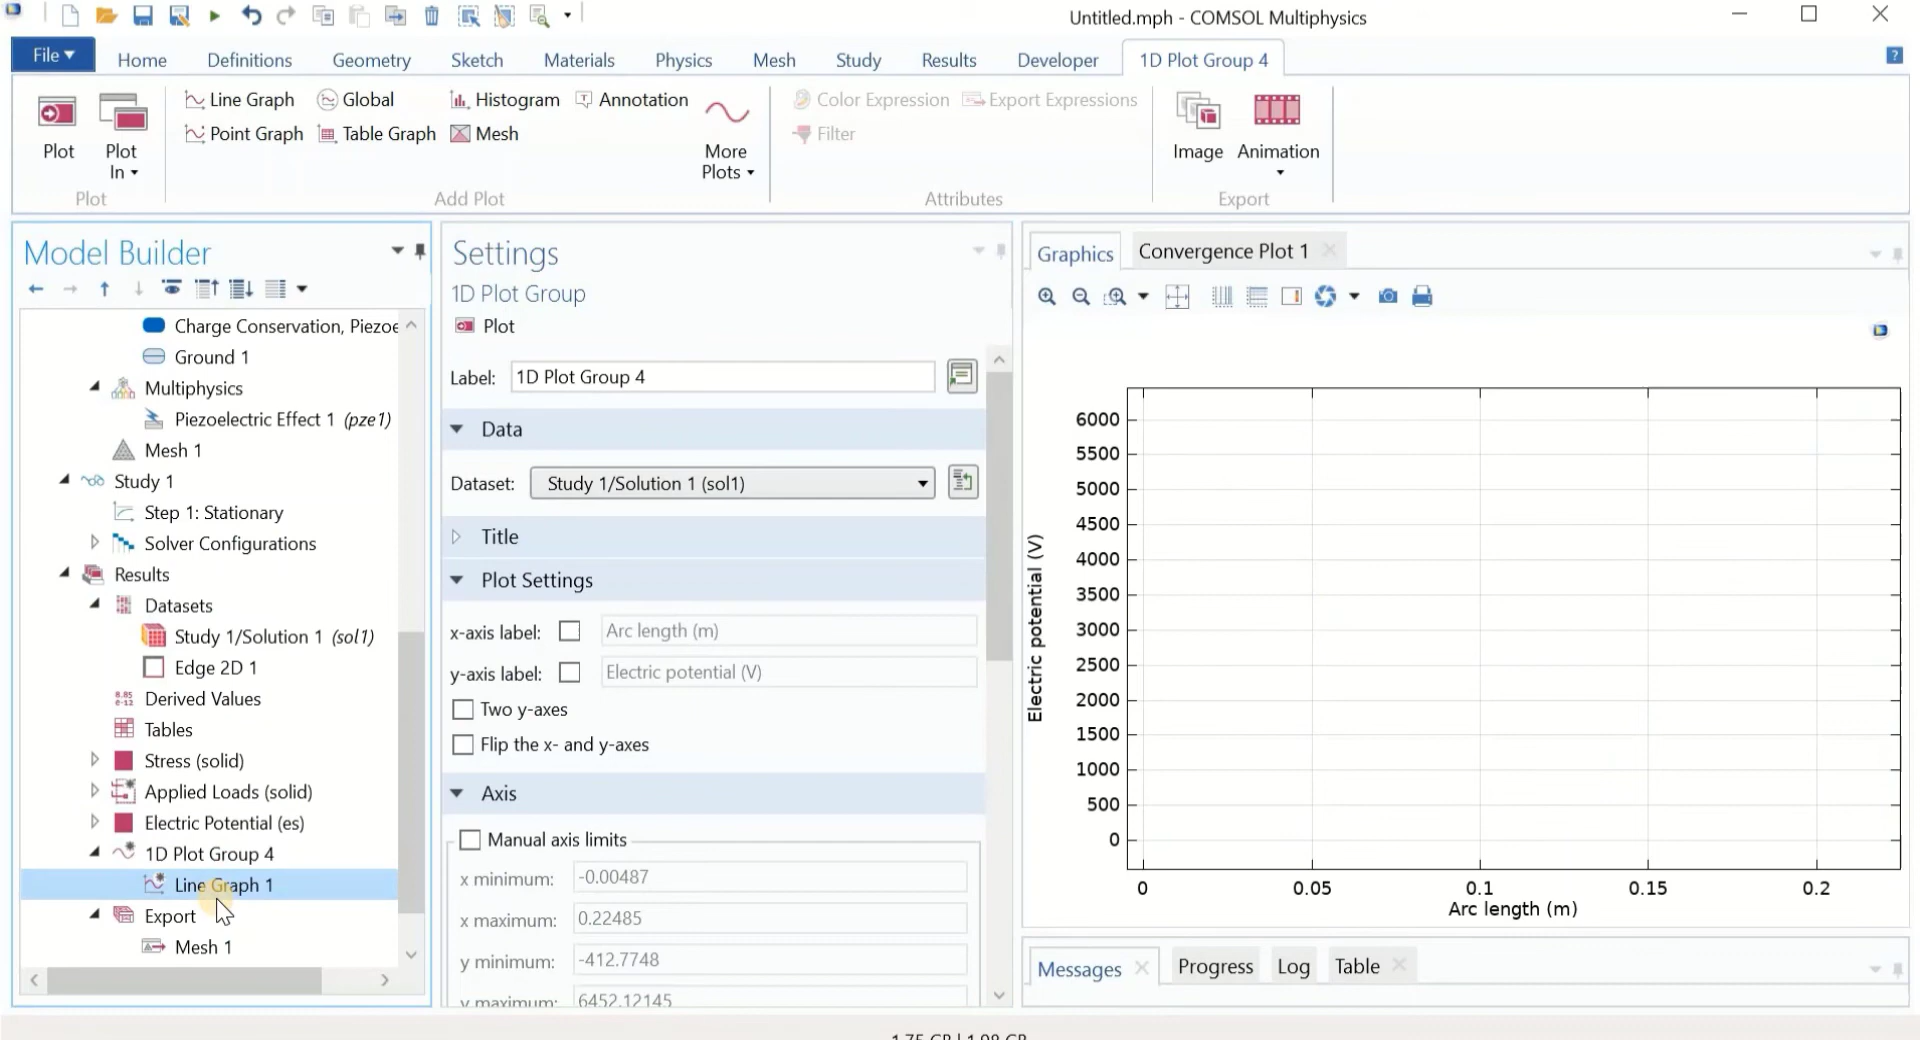 Untitled.mph - COMSOL Multiphysics
File Home Definitions Geometry Sketch Materials Physics Mesh Study Results Developer 1D Plot Group 4 ?
Line Graph Global Histogram Annotation Color Expression Export Expressions
Point Graph Table Graph Mesh Filter
Plot Plot In More Plots Image Animation
Plot Add Plot Attributes Export
Model Builder
Charge Conservation, Piezoe
Ground 1
Multiphysics
Piezoelectric Effect 1 (pze1)
Mesh 1
Study 1
Step 1: Stationary
Solver Configurations
Results
Datasets
Study 1/Solution 1 (sol1)
Edge 2D 1
8.85
e-12
Derived Values
Tables
Stress (solid)
Applied Loads (solid)
Electric Potential (es)
1D Plot Group 4
Line Graph 1
Export
Mesh 1
Settings
1D Plot Group
Plot
Label: 1D Plot Group 4
Data
Dataset: Study 1/Solution 1 (sol1)
Title
Plot Settings
x-axis label: Arc length (m)
y-axis label: Electric potential (V)
Two y-axes
Flip the x- and y-axes
Axis
Manual axis limits
x minimum: -0.00487
x maximum: 0.22485
y minimum: -412.7748
y maximum: 6452.12145
Graphics Convergence Plot 1
6000
5500
5000
4500
4000
3500
3000
2500
2000
1500
1000
500
0
Electric potential (V)
0 0.05 0.1 0.15 0.2
Arc length (m)
Messages Progress Log Table
1.75 GB | 1.98 GB